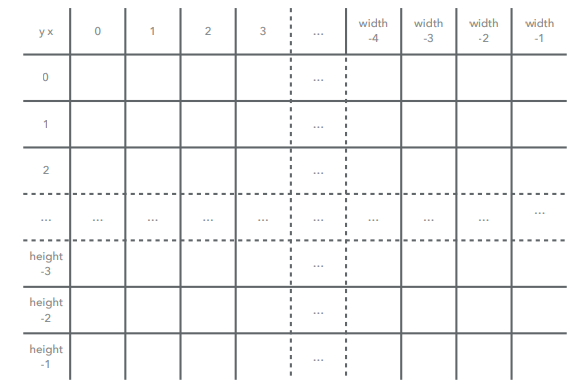 y x 0 1 2 3 ... width -4 width -3 width -2 width -1
0 ...
1 ...
2 ...
... ... ... ... ... ... ... ... ... ...
height -3 ...
height -2 ...
height -1 ...